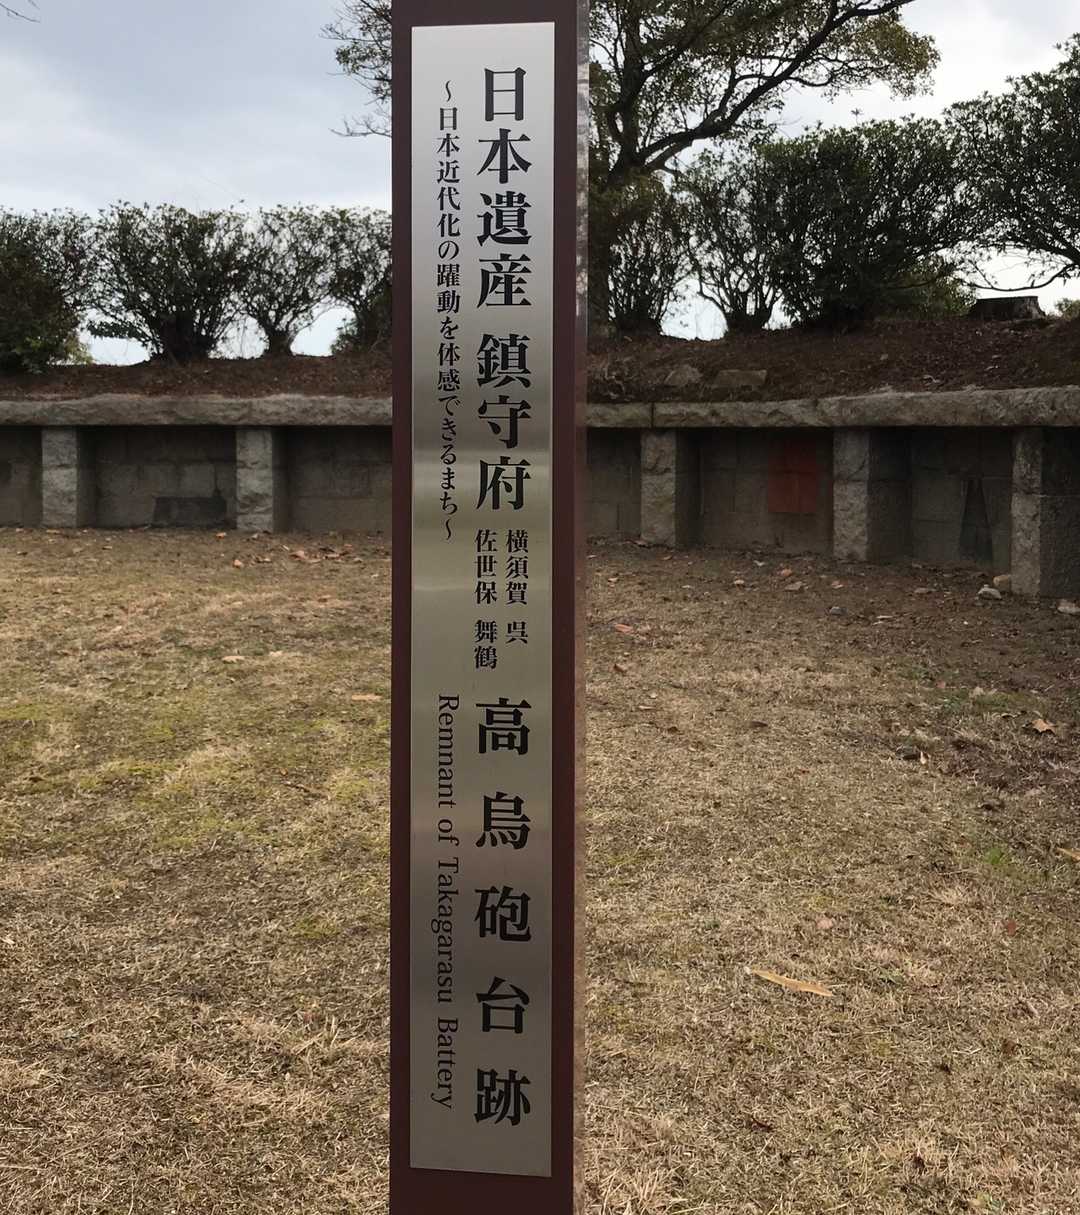 日本遺産 鎮守府 横須賀 呉 佐世保 舞鶴 高烏砲台跡
～日本近代化の躍動を体感できるまち～
Remnant of Takagarasu Battery